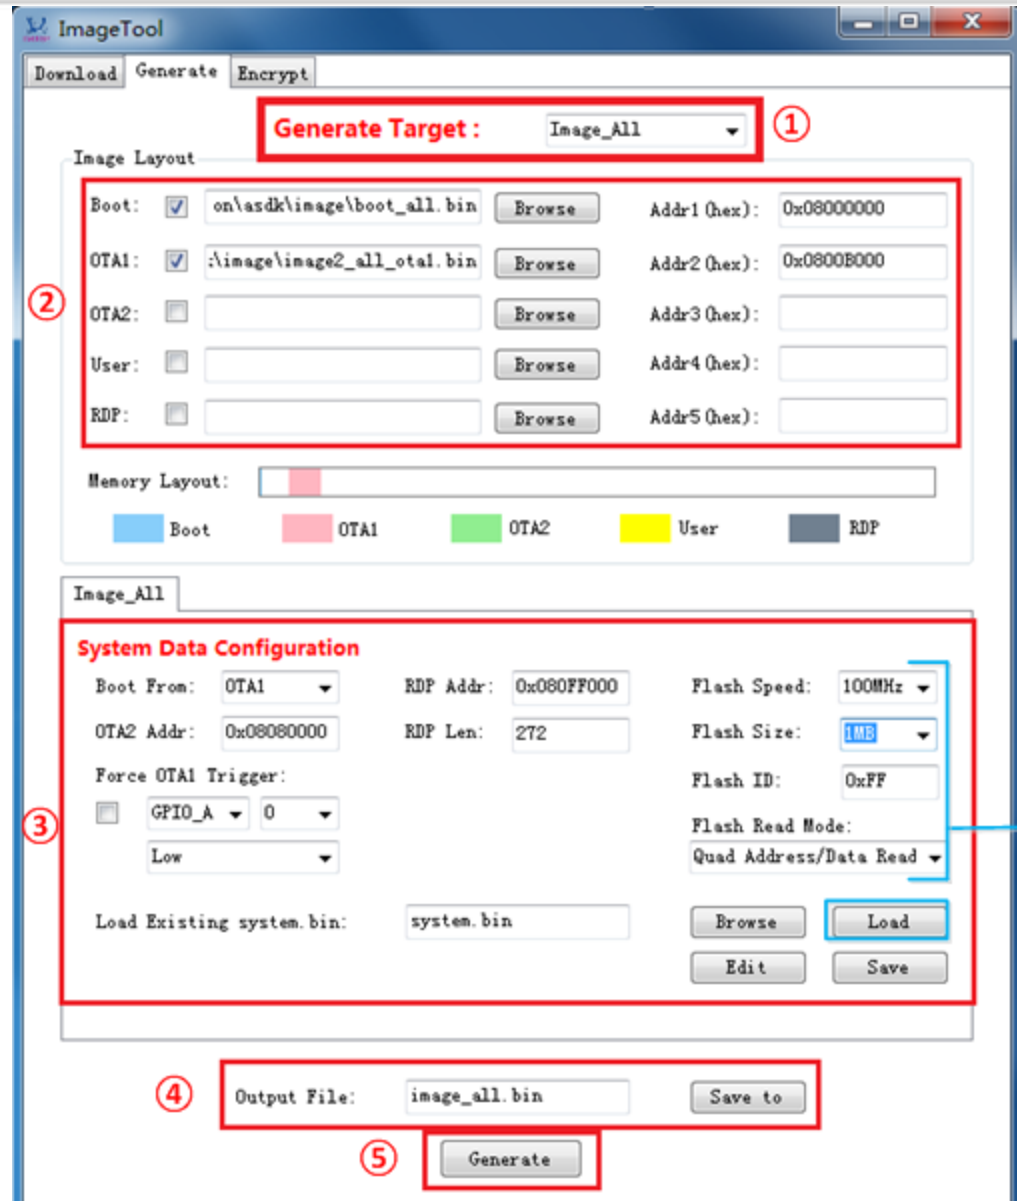 ImageTool
Download Generate Encrypt
Generate Target : Image_All ①
Image Layout
Boot: on\asdk\image\boot_all.bin Browse Addr1(hex): 0x08000000
OTA1: :\image\image2_all_ota1.bin Browse Addr2(hex): 0x0800B000
②
OTA2: Browse Addr3(hex):
User: Browse Addr4(hex):
RDP: Browse Addr5(hex):
Memory Layout:
Boot OTA1 OTA2 User RDP
Image_All
System Data Configuration
Boot From: OTA1 RDP Addr: 0x080FF000 Flash Speed: 100MHz
OTA2 Addr: 0x08080000 RDP Len: 272 Flash Size: 1MB
Force OTA1 Trigger: Flash ID: 0xFF
③ GPIO_A 0 Flash Read Mode:
Low Quad Address/Data Read
Load Existing system.bin: system.bin Browse Load
Edit Save
④ Output File: image_all.bin Save to
⑤ Generate